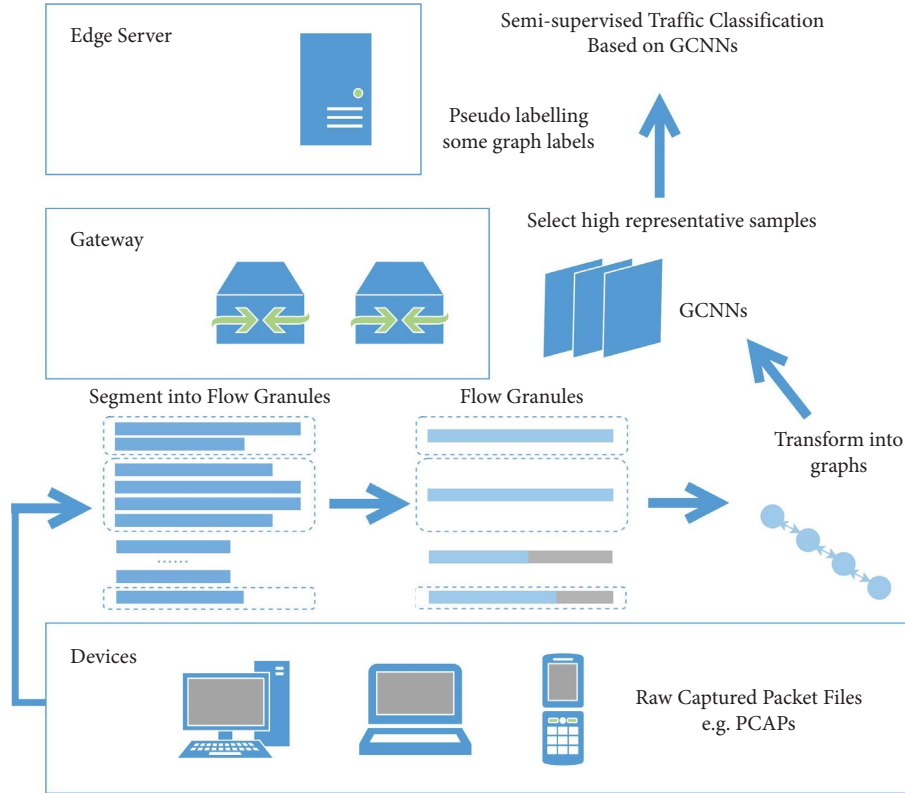 Edge Server
Semi-supervised Traffic Classification
Based on GCNNs
Pseudo labelling
some graph labels
Select high representative samples
Gateway
GCNNs
Segment into Flow Granules
Flow Granules
Transform into
graphs
......
Devices
Raw Captured Packet Files
e.g. PCAPs